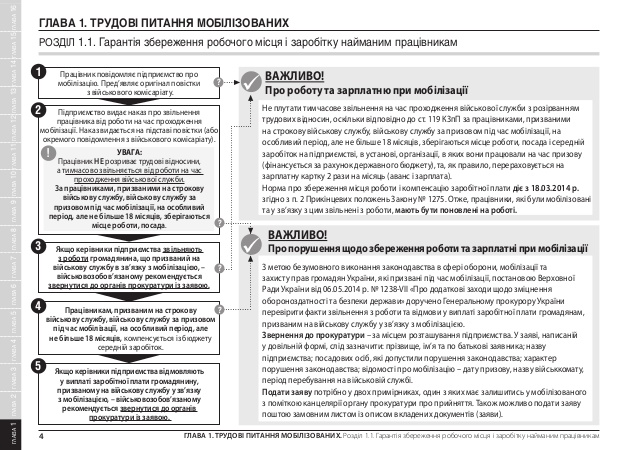 ГЛАВА 1. ТРУДОВІ ПИТАННЯ МОБІЛІЗОВАНИХ
РОЗДІЛ 1.1. Гарантія збереження робочого місця і заробітку найманим працівникам
1
Працівник повідомляє підприємство про
мобілізацію. Пред’являє оригінал повістки
з військового комісаріату.
?
2
Підприємство видає наказ про звільнення
працівника від роботи на час проходження
мобілізації. Наказ видається на підставі повістки (або
окремого повідомлення з військового комісаріату).
!
УВАГА:
Працівник НЕ розриває трудові відносини,
а тимчасово звільняється від роботи на час
проходження військової служби.
За працівниками, призваними на строкову
військову службу, військову службу за
призовом під час мобілізації, на особливий
період, але не більше 18 місяців, зберігаються
місце роботи, посада.
?
3
Якщо керівники підприємства звільняють
з роботи громадянина, що призваний на
військову службу в зв’язку з мобілізацією, –
військовозобов’язаному рекомендується
звернутися до органів прокуратури із заявою.
?
4
Працівникам, призваним на строкову
військову службу, військову службу за призовом
під час мобілізації, на особливий період, але
не більше 18 місяців, компенсується із бюджету
середній заробіток.
5
Якщо керівники підприємства відмовляють
у виплаті заробітної плати громадянину,
призваному на військову службу у зв’язку
з мобілізацією, – військовозобов’язаному
рекомендується звернутися до органів
прокуратури із заявою.
ВАЖЛИВО!
Про роботу та зарплатню при мобілізації
Не плутати тимчасове звільнення на час проходження військової служби з розірванням
трудових відносин, оскільки відповідно до ст. 119 КЗпП за працівниками, призваними
на строкову військову службу, військову службу за призовом під час мобілізації, на
особливий період, але не більше 18 місяців, зберігаються місце роботи, посада і середній
заробіток на підприємстві, в установі, організації, в яких вони працювали на час призову
(фінансується за рахунок державного бюджету), та, як правило, перераховується на
зарплатну картку 2 рази на місяць (аванс і зарплата).
Норма про збереження місця роботи і компенсацію заробітної плати діє з 18.03.2014 р.
згідно з п. 2 Прикінцевих положень Закону № 1275. Отже, працівники, які були мобілізовані
та у зв’язку з цим звільнені з роботи, мають бути поновлені на роботі.
ВАЖЛИВО!
Про порушення щодо збереження роботи та зарплатні при мобілізації
З метою безумовного виконання законодавства в сфері оборони, мобілізації та
захисту прав громадян України, які призвані під час мобілізації, постановою Верховної
Ради України від 06.05.2014 р. № 1238-VII «Про додаткові заходи щодо зміцнення
обороноздатності та безпеки держави» доручено Генеральному прокурору України
перевірити факти звільнення з роботи та відмови у виплаті заробітної плати громадянам,
призваним на військову службу у зв’язку з мобілізацією.
Звернення до прокуратури – за місцем розташування підприємства. У заяві, написаній
у довільній формі, слід зазначити: прізвище, ім’я та по батькові заявника; назву
підприємства; посадових осіб, які допустили порушення законодавства; характер
порушення законодавства; відомості про мобілізацію – дату призову, назву військкомату,
період перебування на військовій службі.
Подати заяву потрібно у двох примірниках, один з яких має залишитись у мобілізованого
з поміткою канцелярії органу прокуратури про прийняття. Також можливо подати заяву
поштою замовним листом із описом вкладених документів (заяви).
4
ГЛАВА 1. ТРУДОВІ ПИТАННЯ МОБІЛІЗОВАНИХ. Розділ 1.1. Гарантія збереження робочого місця і заробітку найманим працівникам
ГЛАВА 1